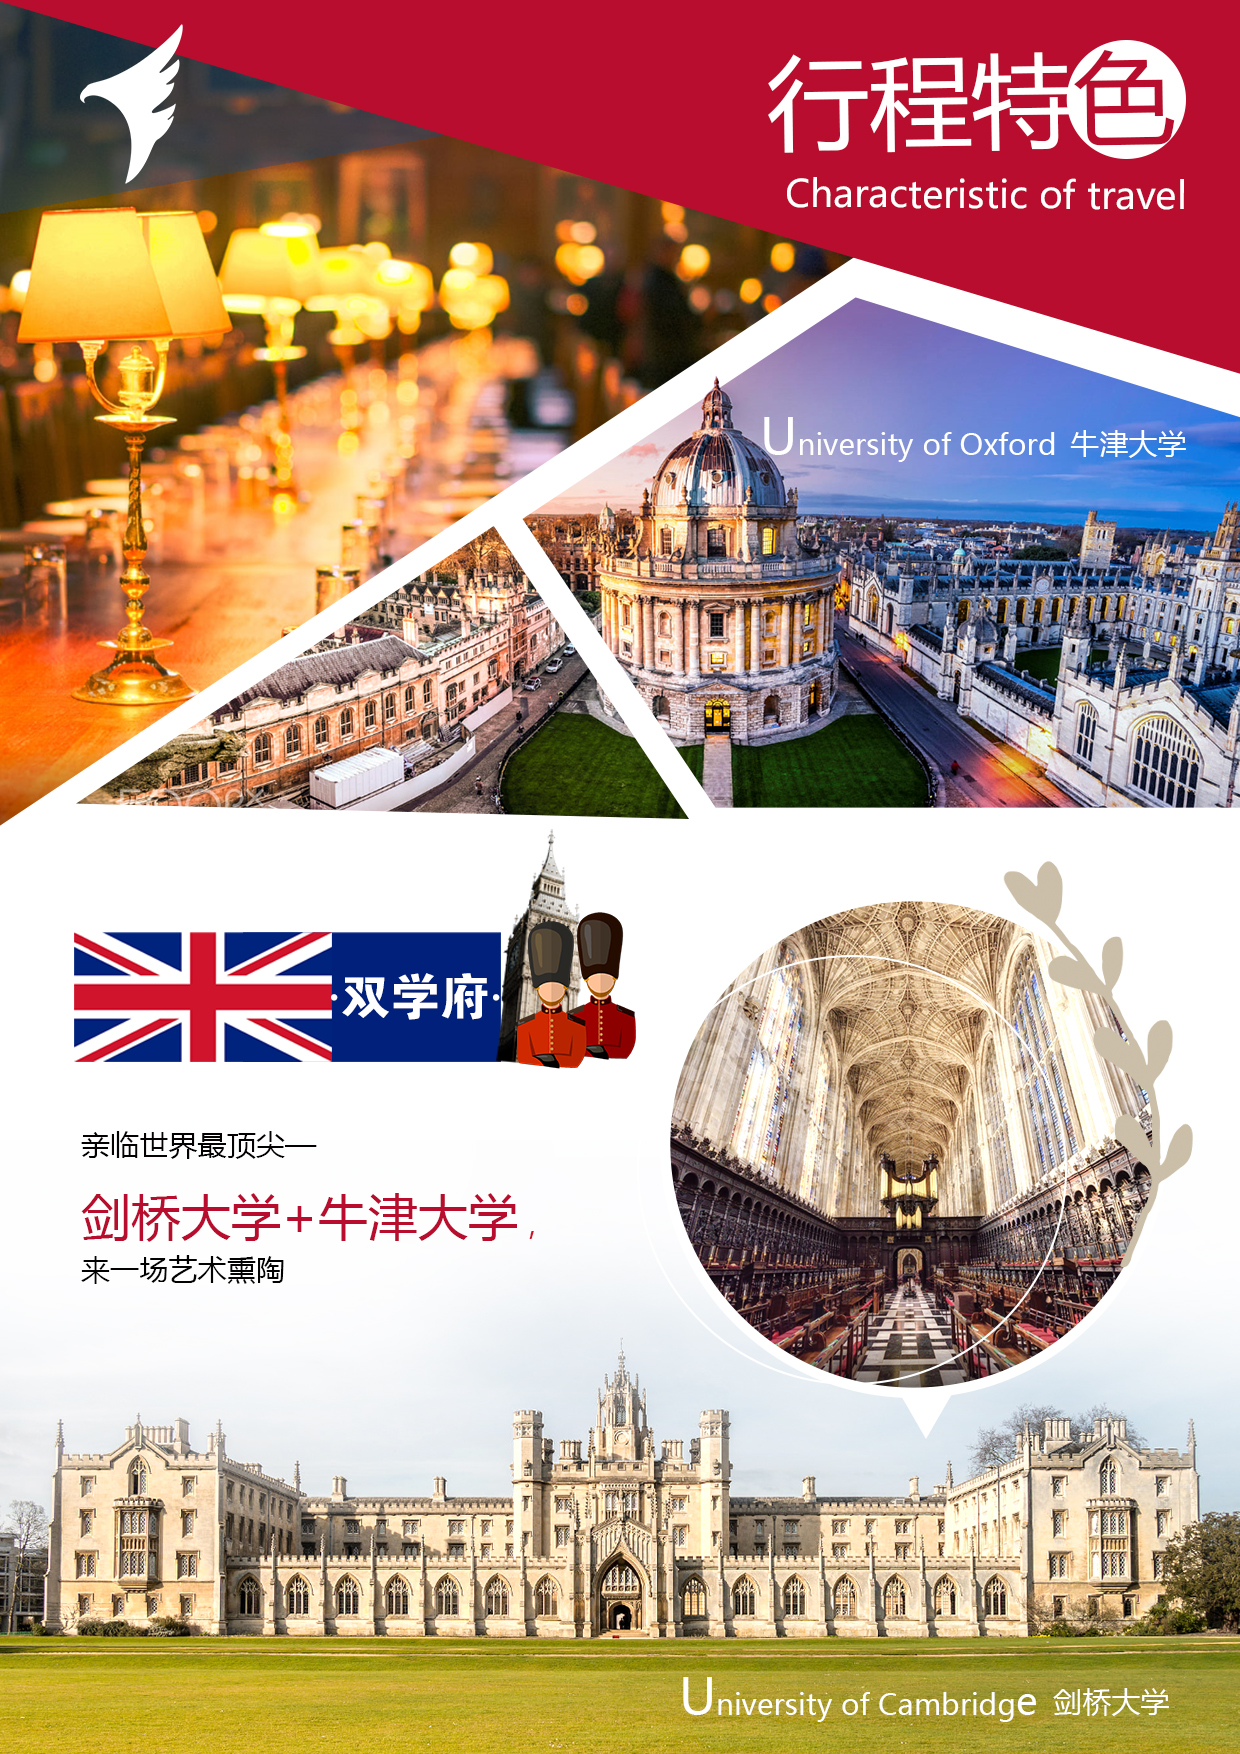 行程特色
Characteristic of travel
University of Oxford 牛津大学
·双学府·
亲临世界最顶尖—
剑桥大学+牛津大学，
来一场艺术熏陶
University of Cambridge 剑桥大学